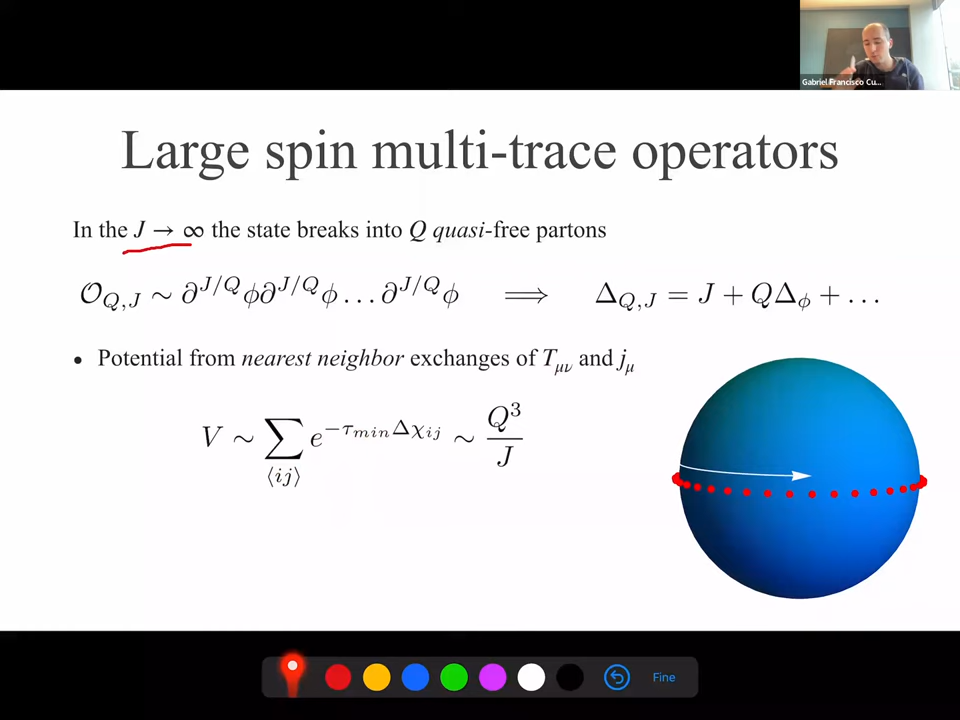 Gabriel Francisco Cu...
Large spin multi-trace operators
In the J → ∞ the state breaks into Q quasi-free partons
𝒪_{Q,J} ∼ ∂^{J/Q}ϕ∂^{J/Q}ϕ … ∂^{J/Q}ϕ ⟹ Δ_{Q,J} = J + QΔ_ϕ + …
• Potential from nearest neighbor exchanges of T_{μν} and j_μ
V ∼ ∑_{⟨ij⟩} e^{−τ_{min}Δχ_{ij}} ∼ Q^3/J
Fine